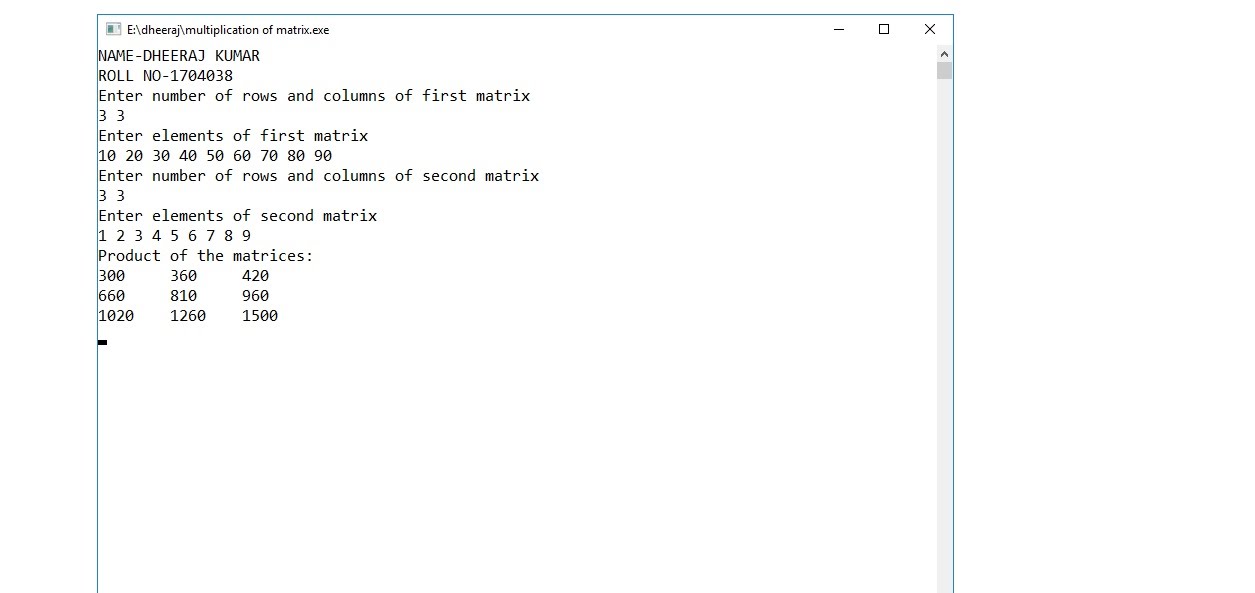 E:\dheeraj\multiplication of matrix.exe
NAME-DHEERAJ KUMAR
ROLL NO-1704038
Enter number of rows and columns of first matrix
3 3
Enter elements of first matrix
10 20 30 40 50 60 70 80 90
Enter number of rows and columns of second matrix
3 3
Enter elements of second matrix
1 2 3 4 5 6 7 8 9
Product of the matrices:
300     360     420
660     810     960
1020    1260    1500